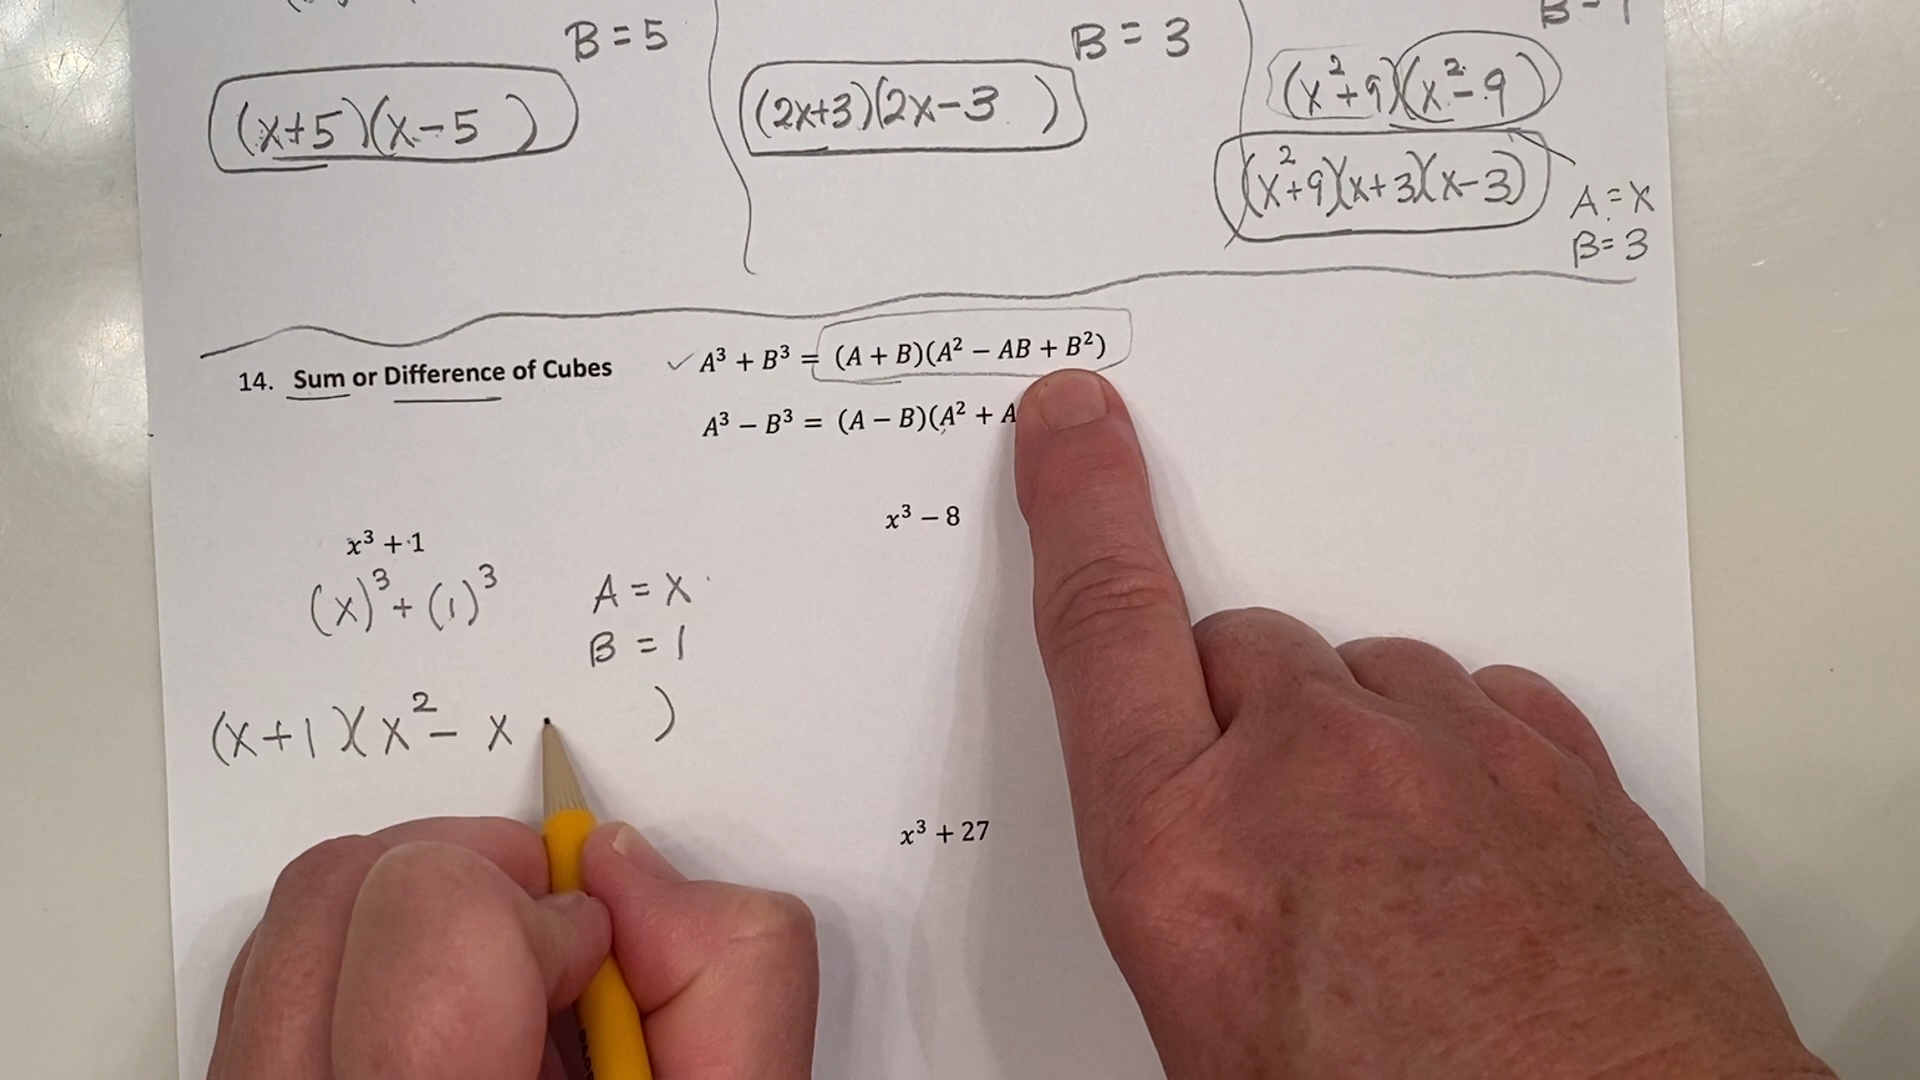 B = 5
(x+5)(x-5)
B = 3
(2x+3)(2x-3)
(x²+9)(x²-9)
(x²+9)(x+3)(x-3)
A = x
B = 3
14. Sum or Difference of Cubes
✓ A³ + B³ = (A + B)(A² − AB + B²)
A³ − B³ = (A − B)(A² + A
x³ + 1
(x)³ + (1)³
A = x
B = 1
(x+1)(x² - x )
x³ − 8
x³ + 27